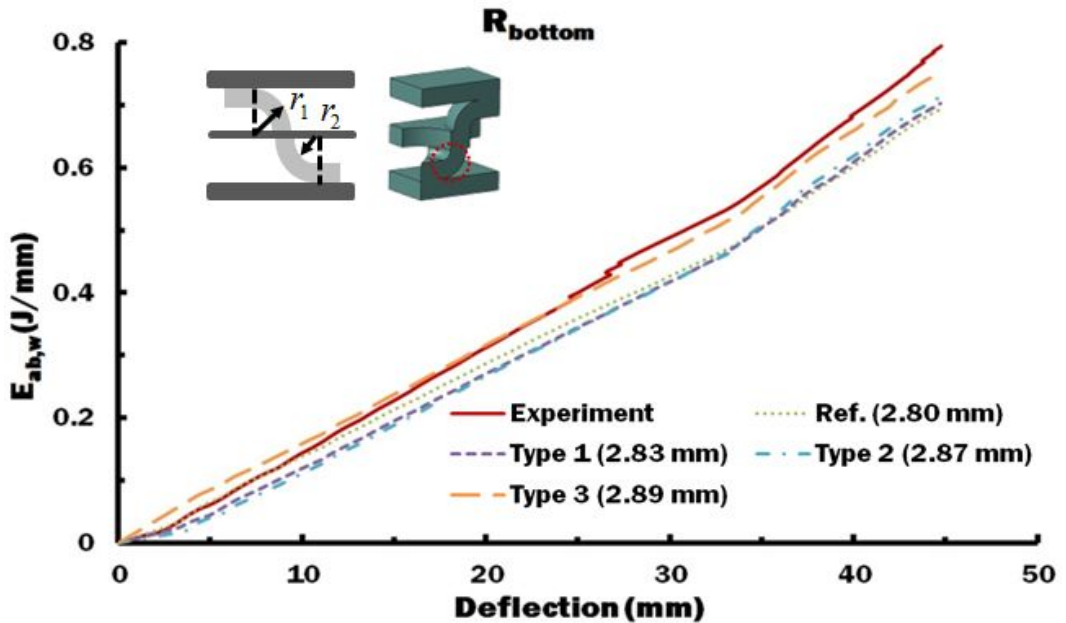 R_bottom
0.8
0.6
0.4
0.2
0
E_ab,w (J/mm)
r_1
r_2
Experiment
Ref. (2.80 mm)
Type 1 (2.83 mm)
Type 2 (2.87 mm)
Type 3 (2.89 mm)
0 10 20 30 40 50
Deflection (mm)